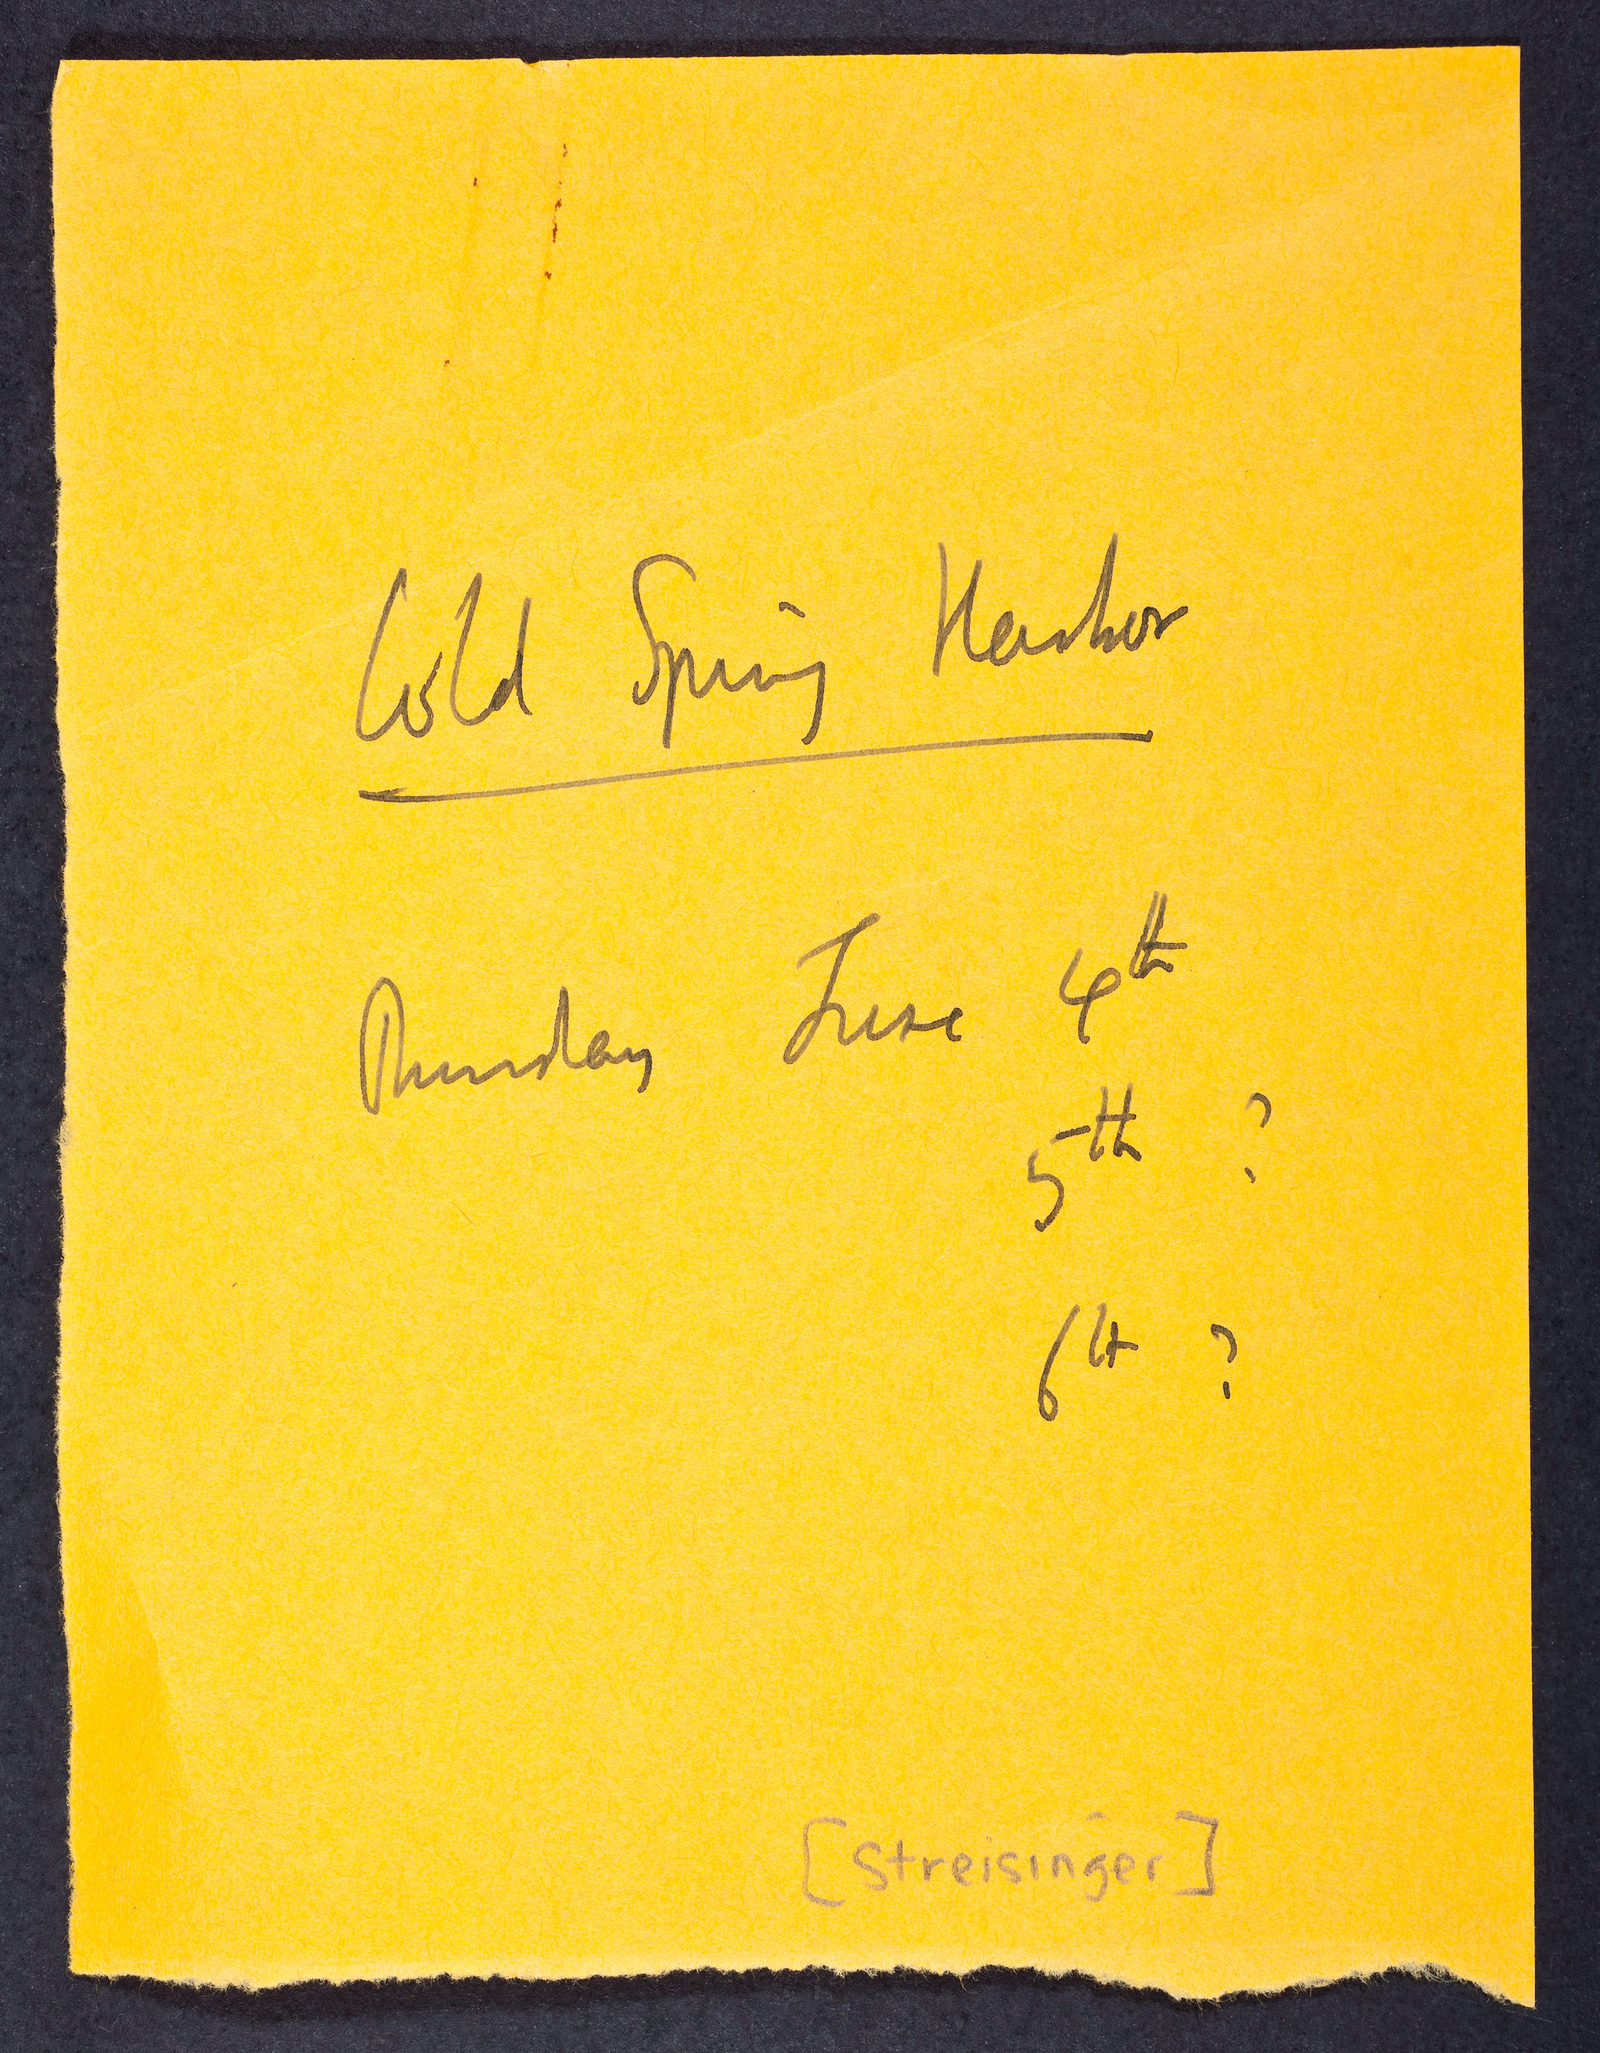 Cold Spring Harbor
Thursday June 4th
5th ?
6th ?
[Streisinger]